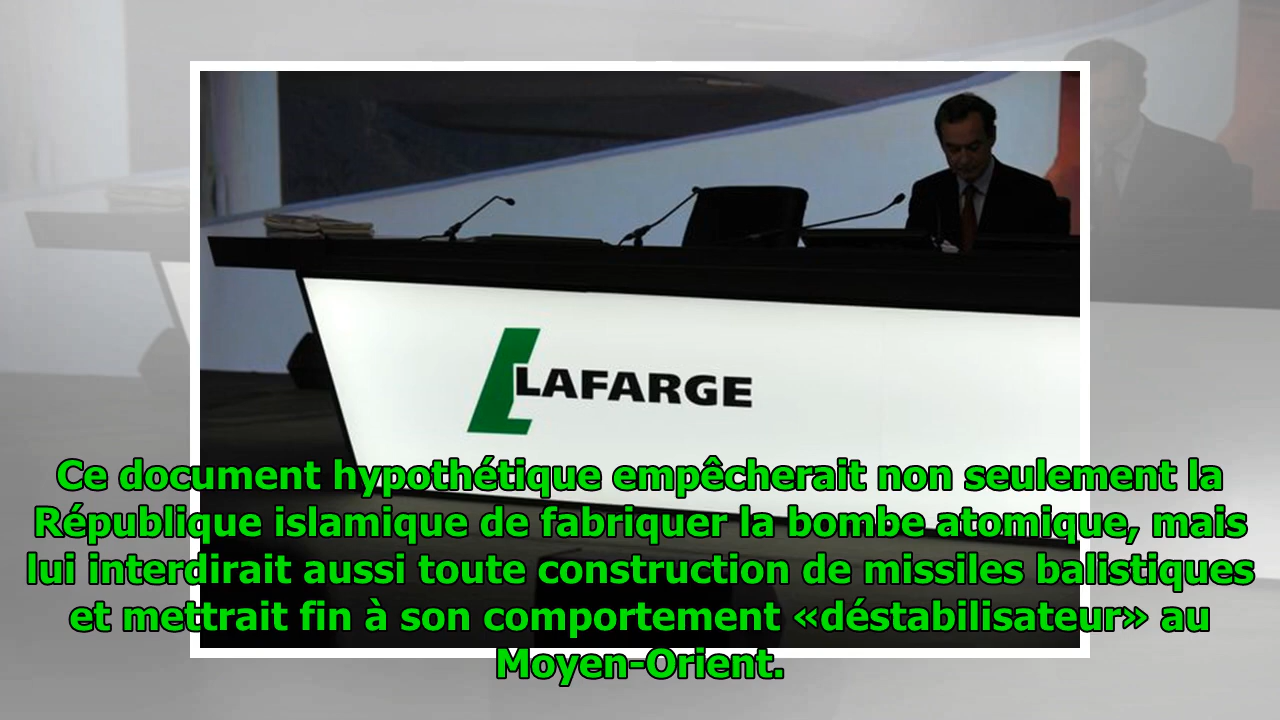 LAFARGE
Ce document hypothétique empêcherait non seulement la
République islamique de fabriquer la bombe atomique, mais
lui interdirait aussi toute construction de missiles balistiques
et mettrait fin à son comportement «déstabilisateur» au
Moyen-Orient.